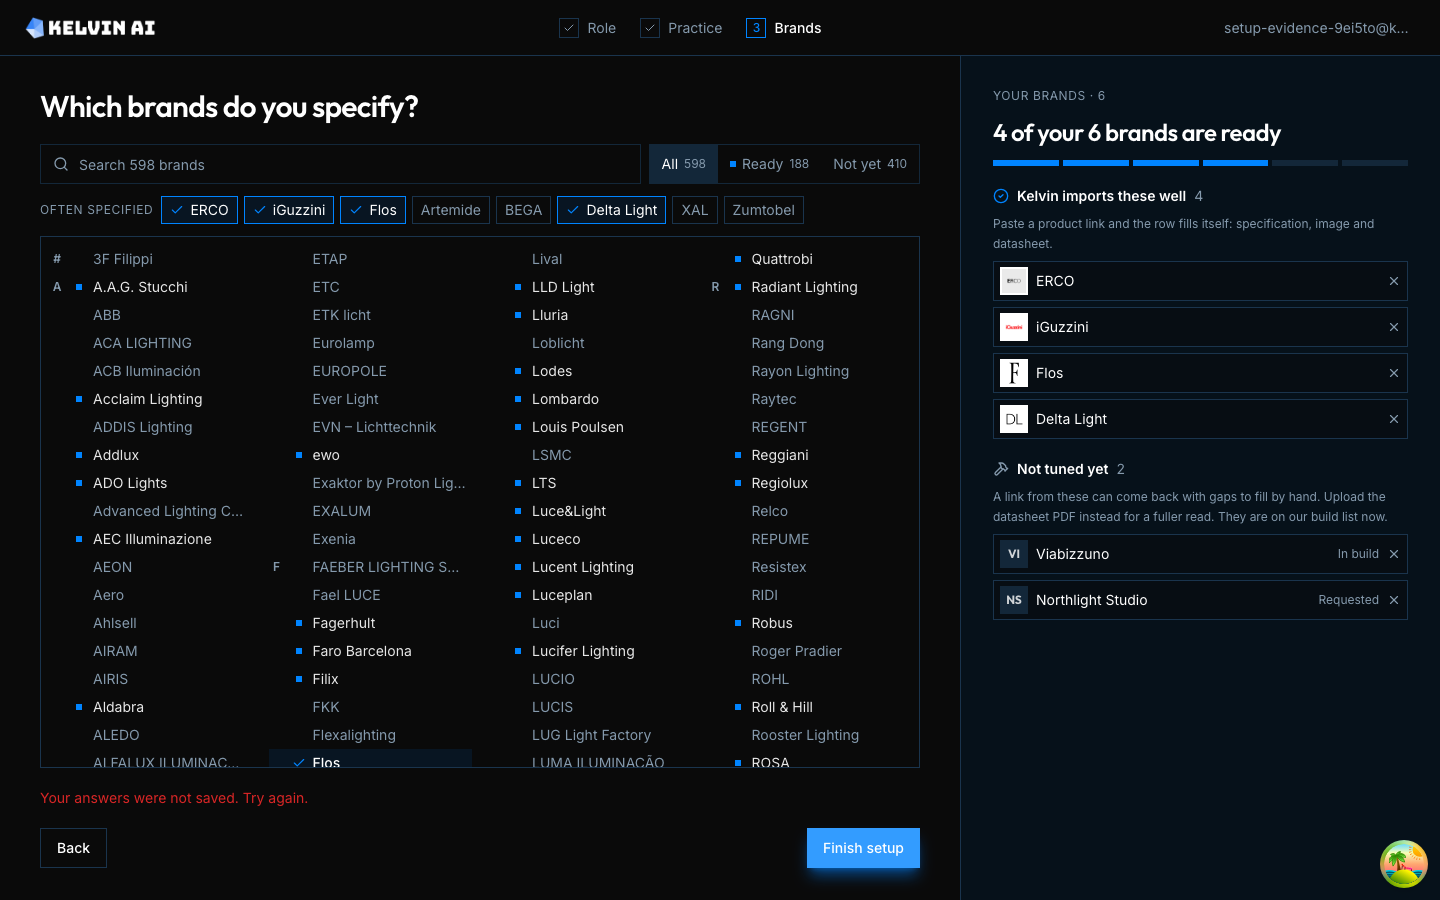 KELVIN AI
Role
Practice
3 Brands
setup-evidence-9ei5to@k...
Which brands do you specify?
Search 598 brands
All 598
Ready 188
Not yet 410
OFTEN SPECIFIED
ERCO
iGuzzini
Flos
Artemide
BEGA
Delta Light
XAL
Zumtobel
#
3F Filippi
A
A.A.G. Stucchi
ABB
ACA LIGHTING
ACB Iluminación
Acclaim Lighting
ADDIS Lighting
Addlux
ADO Lights
Advanced Lighting C...
AEC Illuminazione
AEON
Aero
Ahlsell
AIRAM
AIRIS
Aldabra
ALEDO
ALFALUX ILUMINAC...
ETAP
ETC
ETK licht
Eurolamp
EUROPOLE
Ever Light
EVN – Lichttechnik
ewo
Exaktor by Proton Lig...
EXALUM
Exenia
F
FAEBER LIGHTING S...
Fael LUCE
Fagerhult
Faro Barcelona
Filix
FKK
Flexalighting
Flos
Lival
LLD Light
Lluria
Loblicht
Lodes
Lombardo
Louis Poulsen
LSMC
LTS
Luce&Light
Luceco
Lucent Lighting
Luceplan
Luci
Lucifer Lighting
LUCIO
LUCIS
LUG Light Factory
LUMA ILUMINAÇÃO
Quattrobi
R
Radiant Lighting
RAGNI
Rang Dong
Rayon Lighting
Raytec
REGENT
Reggiani
Regiolux
Relco
REPUME
Resistex
RIDI
Robus
Roger Pradier
ROHL
Roll & Hill
Rooster Lighting
ROSA
Your answers were not saved. Try again.
Back
Finish setup
YOUR BRANDS · 6
4 of your 6 brands are ready
Kelvin imports these well 4
Paste a product link and the row fills itself: specification, image and
datasheet.
ERCO
ERCO
iGuzzini
iGuzzini
F
Flos
DL
Delta Light
Not tuned yet 2
A link from these can come back with gaps to fill by hand. Upload the
datasheet PDF instead for a fuller read. They are on our build list now.
VI
Viabizzuno
In build
NS
Northlight Studio
Requested